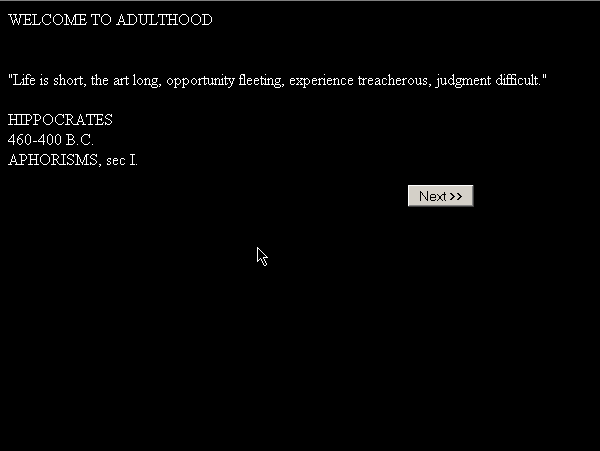 WELCOME TO ADULTHOOD
"Life is short, the art long, opportunity fleeting, experience treacherous, judgment difficult."
HIPPOCRATES
460-400 B.C.
APHORISMS, sec I.
Next >>